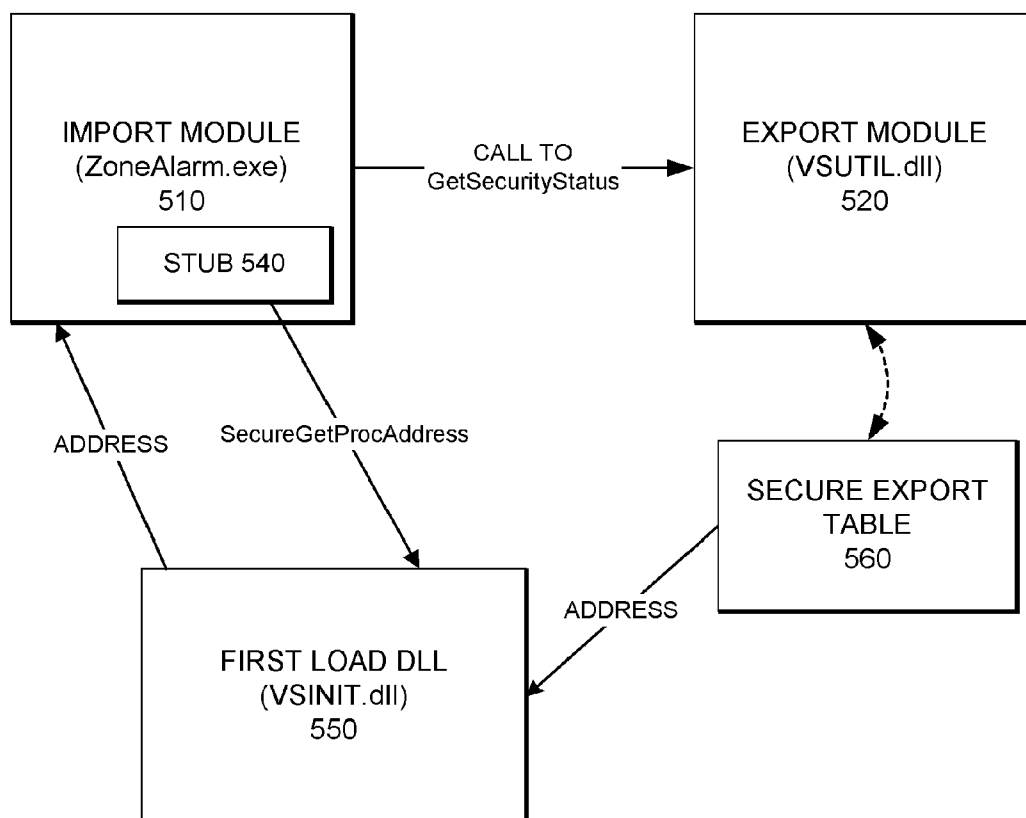 IMPORT MODULE
(ZoneAlarm.exe)
510
STUB 540
CALL TO
GetSecurityStatus
EXPORT MODULE
(VSUTIL.dll)
520
ADDRESS
SecureGetProcAddress
SECURE EXPORT
TABLE
560
ADDRESS
FIRST LOAD DLL
(VSINIT.dll)
550